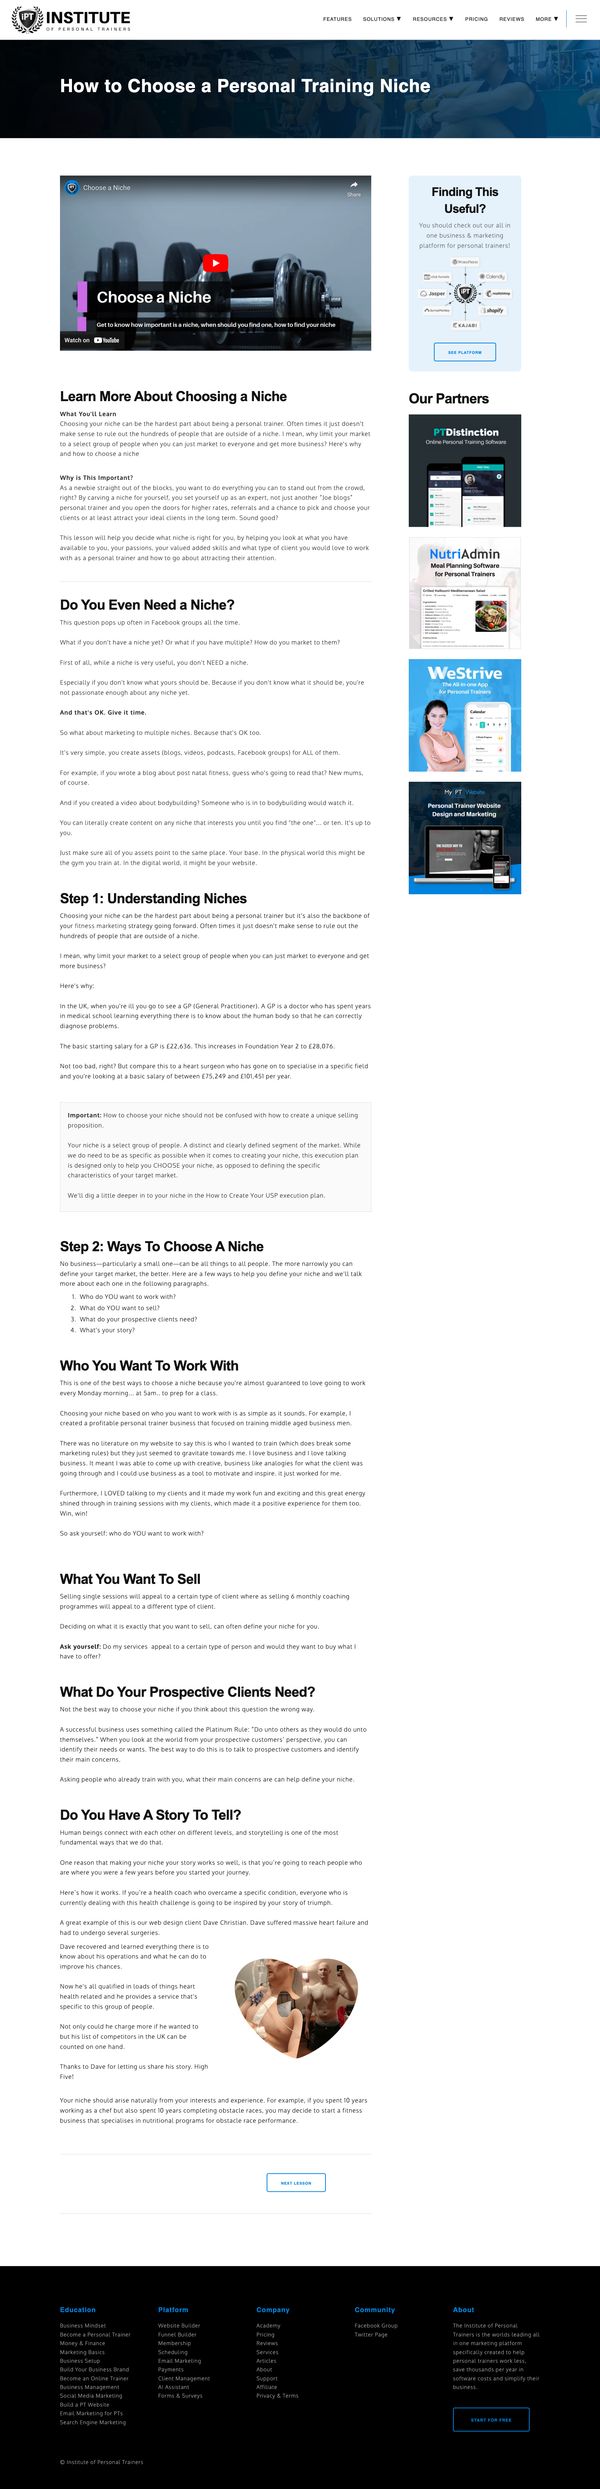 IPT INSTITUTE
OF PERSONAL TRAINERS
FEATURES SOLUTIONS ▼ RESOURCES ▼ PRICING REVIEWS MORE ▼
How to Choose a Personal Training Niche
Choose a Niche
Share
Choose a Niche
Get to know how important is a niche, when should you find one, how to find your niche
Watch on YouTube
Learn More About Choosing a Niche
What You'll Learn
Choosing your niche can be the hardest part about being a personal trainer. Often times it just doesn't
make sense to rule out the hundreds of people that are outside of a niche. I mean, why limit your market
to a select group of people when you can just market to everyone and get more business? Here's why
and how to choose a niche
Why is This Important?
As a newbie straight out of the blocks, you want to do everything you can to stand out from the crowd,
right? By carving a niche for yourself, you set yourself up as an expert, not just another "Joe blogs"
personal trainer and you open the doors for higher rates, referrals and a chance to pick and choose your
clients or at least attract your ideal clients in the long term. Sound good?
This lesson will help you decide what niche is right for you, by helping you look at what you have
available to you, your passions, your valued added skills and what type of client you would love to work
with as a personal trainer and how to go about attracting their attention.
Do You Even Need a Niche?
This question pops up often in Facebook groups all the time.
What if you don't have a niche yet? Or what if you have multiple? How do you market to them?
First of all, while a niche is very useful, you don't NEED a niche.
Especially if you don't know what yours should be. Because if you don't know what it should be, you're
not passionate enough about any niche yet.
And that's OK. Give it time.
So what about marketing to multiple niches. Because that's OK too.
It's very simple, you create assets (blogs, videos, podcasts, Facebook groups) for ALL of them.
For example, if you wrote a blog about post natal fitness, guess who's going to read that? New mums,
of course.
And if you created a video about bodybuilding? Someone who is in to bodybuilding would watch it.
You can literally create content on any niche that interests you until you find "the one"... or ten. It's up to
you.
Just make sure all of you assets point to the same place. Your base. In the physical world this might be
the gym you train at. In the digital world, it might be your website.
Step 1: Understanding Niches
Choosing your niche can be the hardest part about being a personal trainer but it's also the backbone of
your fitness marketing strategy going forward. Often times it just doesn't make sense to rule out the
hundreds of people that are outside of a niche.
I mean, why limit your market to a select group of people when you can just market to everyone and get
more business?
Here's why:
In the UK, when you're ill you go to see a GP (General Practitioner). A GP is a doctor who has spent years
in medical school learning everything there is to know about the human body so that he can correctly
diagnose problems.
The basic starting salary for a GP is £22,636. This increases in Foundation Year 2 to £28,076.
Not too bad, right? But compare this to a heart surgeon who has gone on to specialise in a specific field
and you're looking at a basic salary of between £75,249 and £101,451 per year.
Important: How to choose your niche should not be confused with how to create a unique selling
proposition.
Your niche is a select group of people. A distinct and clearly defined segment of the market. While
we do need to be as specific as possible when it comes to creating your niche, this execution plan
is designed only to help you CHOOSE your niche, as opposed to defining the specific
characteristics of your target market.
We'll dig a little deeper in to your niche in the How to Create Your USP execution plan.
Step 2: Ways To Choose A Niche
No business—particularly a small one—can be all things to all people. The more narrowly you can
define your target market, the better. Here are a few ways to help you define your niche and we'll talk
more about each one in the following paragraphs.
1. Who do YOU want to work with?
2. What do YOU want to sell?
3. What do your prospective clients need?
4. What's your story?
Who You Want To Work With
This is one of the best ways to choose a niche because you're almost guaranteed to love going to work
every Monday morning... at 5am.. to prep for a class.
Choosing your niche based on who you want to work with is as simple as it sounds. For example, I
created a profitable personal trainer business that focused on training middle aged business men.
There was no literature on my website to say this is who I wanted to train (which does break some
marketing rules) but they just seemed to gravitate towards me. I love business and I love talking
business. It meant I was able to come up with creative, business like analogies for what the client was
going through and I could use business as a tool to motivate and inspire. it just worked for me.
Furthermore, I LOVED talking to my clients and it made my work fun and exciting and this great energy
shined through in training sessions with my clients, which made it a positive experience for them too.
Win, win!
So ask yourself: who do YOU want to work with?
What You Want To Sell
Selling single sessions will appeal to a certain type of client where as selling 6 monthly coaching
programmes will appeal to a different type of client.
Deciding on what it is exactly that you want to sell, can often define your niche for you.
Ask yourself: Do my services appeal to a certain type of person and would they want to buy what I
have to offer?
What Do Your Prospective Clients Need?
Not the best way to choose your niche if you think about this question the wrong way.
A successful business uses something called the Platinum Rule: "Do unto others as they would do unto
themselves." When you look at the world from your prospective customers' perspective, you can
identify their needs or wants. The best way to do this is to talk to prospective customers and identify
their main concerns.
Asking people who already train with you, what their main concerns are can help define your niche.
Do You Have A Story To Tell?
Human beings connect with each other on different levels, and storytelling is one of the most
fundamental ways that we do that.
One reason that making your niche your story works so well, is that you're going to reach people who
are where you were a few years before you started your journey.
Here's how it works. If you're a health coach who overcame a specific condition, everyone who is
currently dealing with this health challenge is going to be inspired by your story of triumph.
A great example of this is our web design client Dave Christian. Dave suffered massive heart failure and
had to undergo several surgeries.
Dave recovered and learned everything there is to
know about his operations and what he can do to
improve his chances.
Now he's all qualified in loads of things heart
health related and he provides a service that's
specific to this group of people.
Not only could he charge more if he wanted to
but his list of competitors in the UK can be
counted on one hand.
Thanks to Dave for letting us share his story. High
Five!
Your niche should arise naturally from your interests and experience. For example, if you spent 10 years
working as a chef but also spent 10 years completing obstacle races, you may decide to start a fitness
business that specialises in nutritional programs for obstacle race performance.
NEXT LESSON
Finding This
Useful?
You should check out our all in
one business & marketing
platform for personal trainers!
Calendly
Jasper
IPT
mailchimp
shopify
KAJABI
SEE PLATFORM
Our Partners
PTDistinction
Online Personal Training Software
NutriAdmin
Meal Planning Software
for Personal Trainers
Grilled Halloumi Mediterranean Salad
WeStrive
The All-in-one App
for Personal Trainers
Calendar
My PT Website
Personal Trainer Website
Design and Marketing
Education
Business Mindset
Become a Personal Trainer
Money & Finance
Marketing Basics
Business Setup
Build Your Business Brand
Become an Online Trainer
Business Management
Social Media Marketing
Build a PT Website
Email Marketing for PTs
Search Engine Marketing
Platform
Website Builder
Funnel Builder
Membership
Scheduling
Email Marketing
Payments
Client Management
AI Assistant
Forms & Surveys
Company
Academy
Pricing
Reviews
Services
Articles
About
Support
Affiliate
Privacy & Terms
Community
Facebook Group
Twitter Page
About
The Institute of Personal
Trainers is the worlds leading all
in one marketing platform
specifically created to help
personal trainers work less,
save thousands per year in
software costs and simplify their
business.
START FOR FREE
© Institute of Personal Trainers